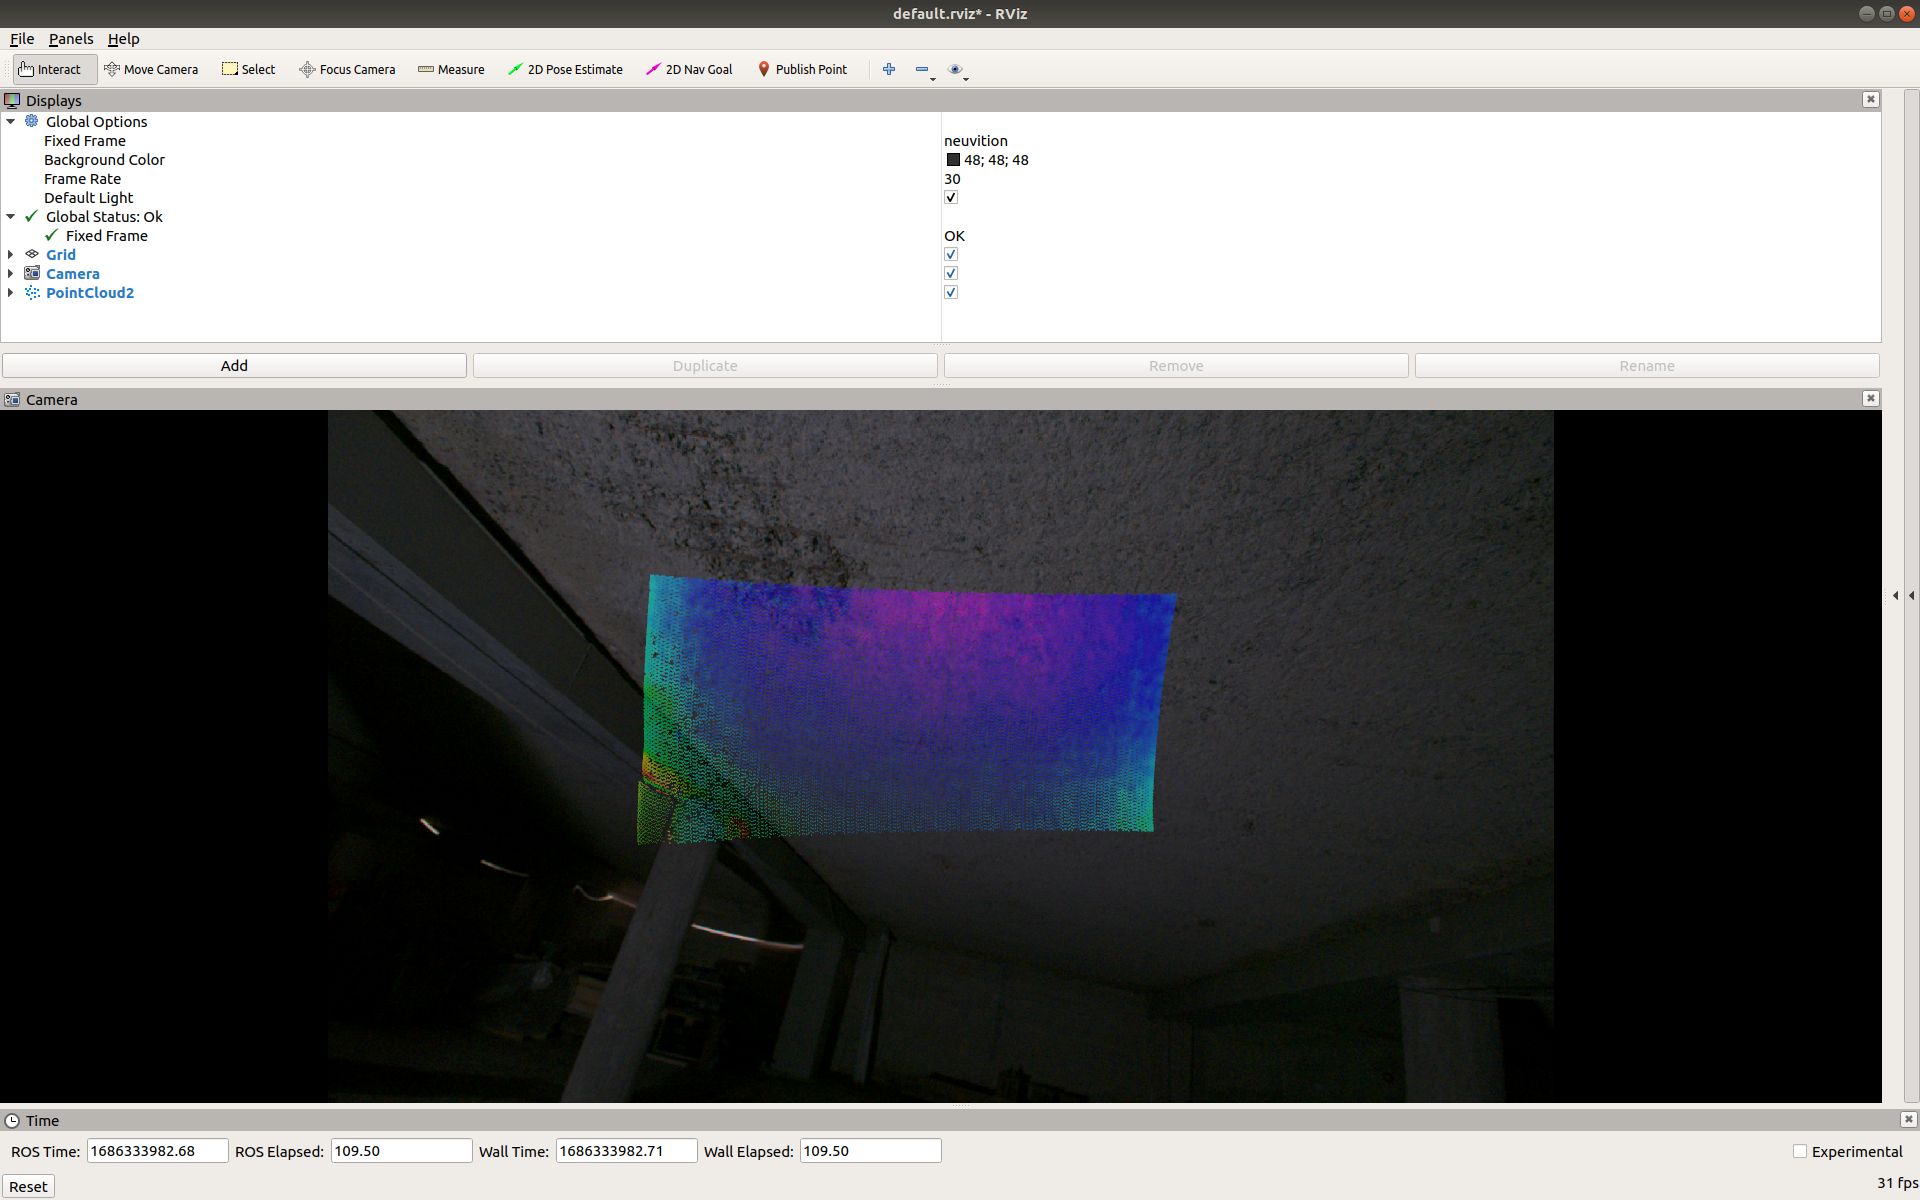 default.rviz* - RViz
File Panels Help
Interact Move Camera Select Focus Camera Measure 2D Pose Estimate 2D Nav Goal Publish Point
Displays
Global Options
Fixed Frame neuvition
Background Color 48; 48; 48
Frame Rate 30
Default Light
Global Status: Ok
Fixed Frame OK
Grid
Camera
PointCloud2
Add Duplicate Remove Rename
Camera
Time
ROS Time: 1686333982.68 ROS Elapsed: 109.50 Wall Time: 1686333982.71 Wall Elapsed: 109.50 Experimental
Reset 31 fps